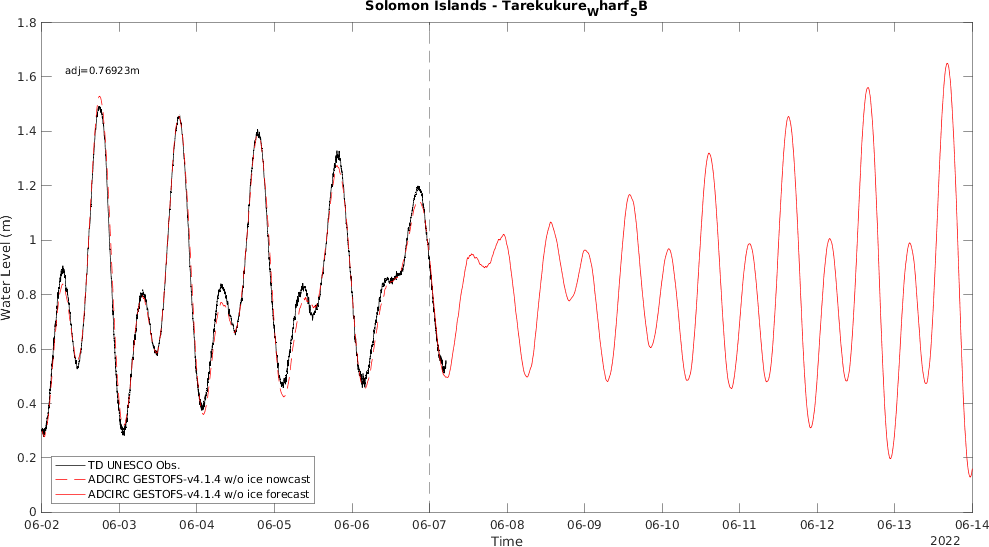 Solomon Islands - Tarekukure_Wharf_SB
adj=0.76923m
Water Level (m)
1.8
1.6
1.4
1.2
1
0.8
0.6
0.4
0.2
0
TD UNESCO Obs.
ADCIRC GESTOFS-v4.1.4 w/o ice nowcast
ADCIRC GESTOFS-v4.1.4 w/o ice forecast
06-02 06-03 06-04 06-05 06-06 06-07 06-08 06-09 06-10 06-11 06-12 06-13 06-14
Time
2022